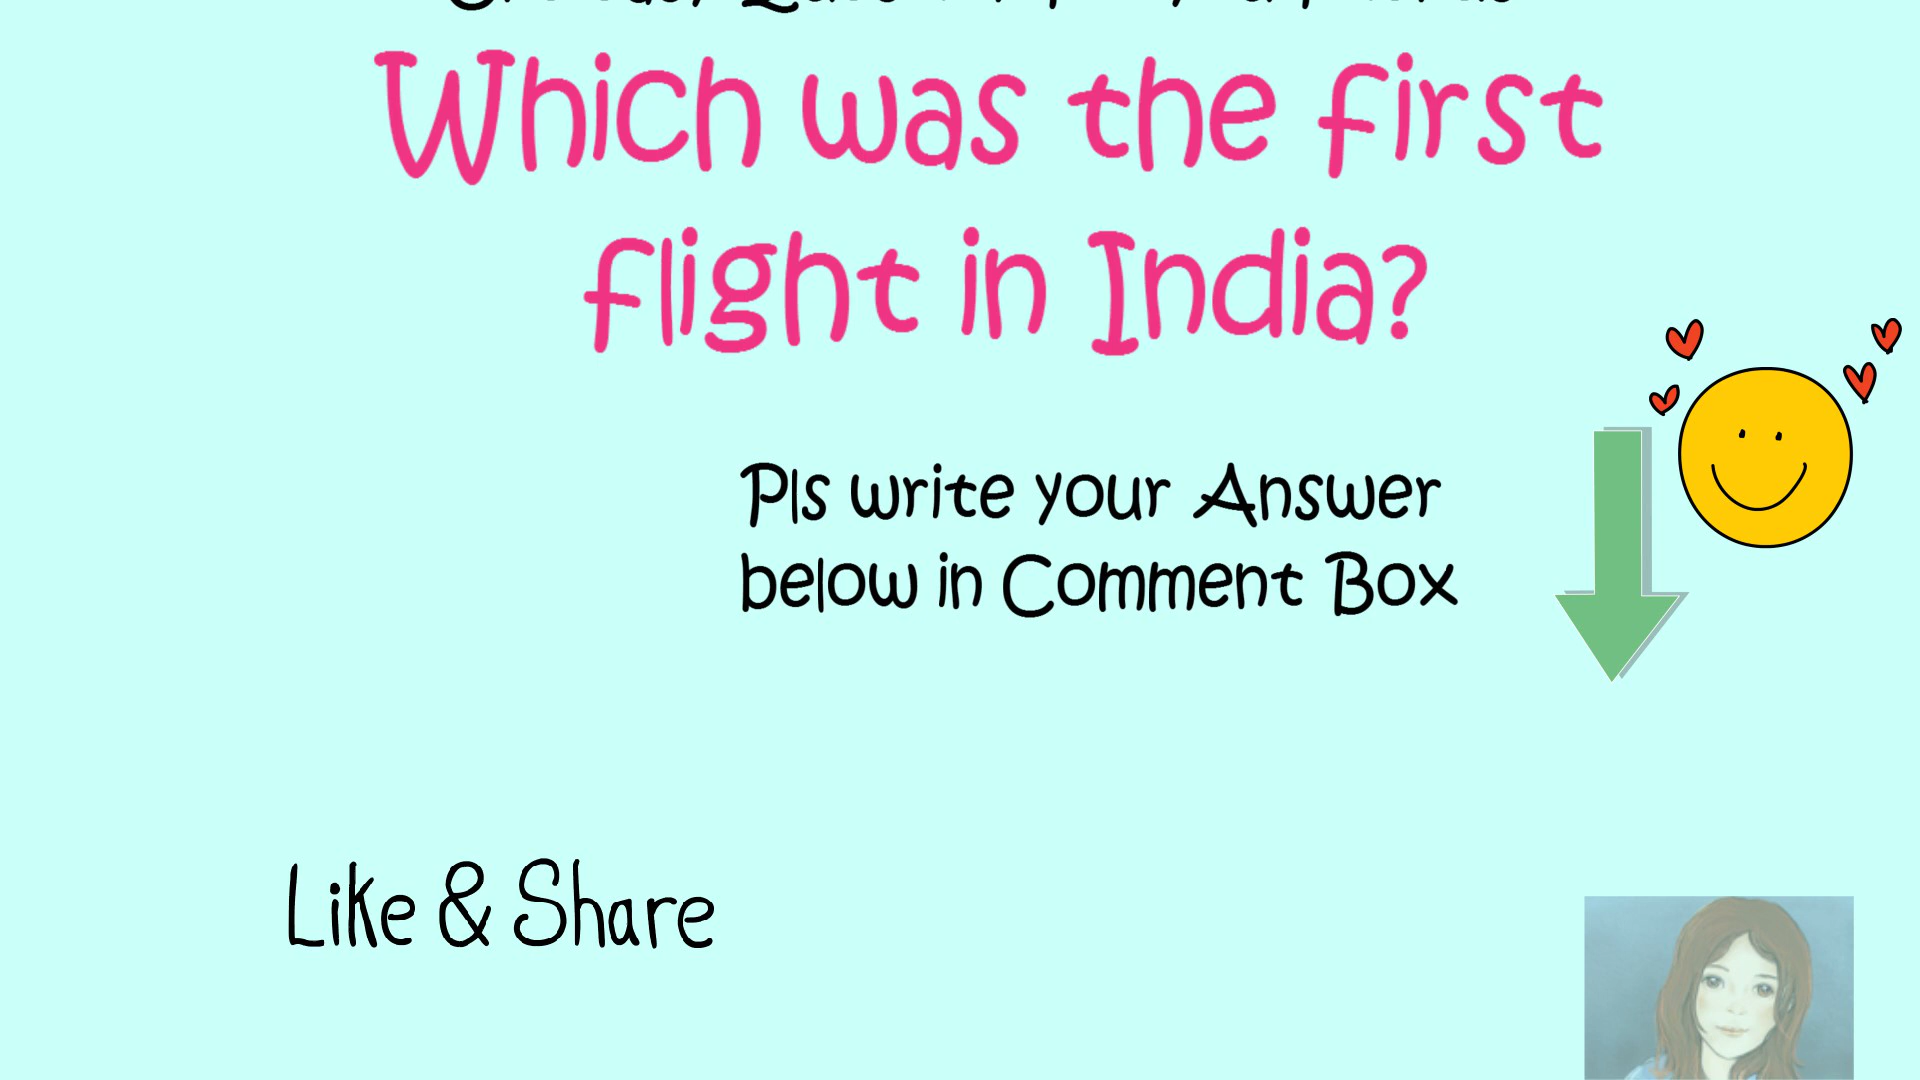 Which was the first
flight in India?
Pls write your Answer
below in Comment Box
Like & Share